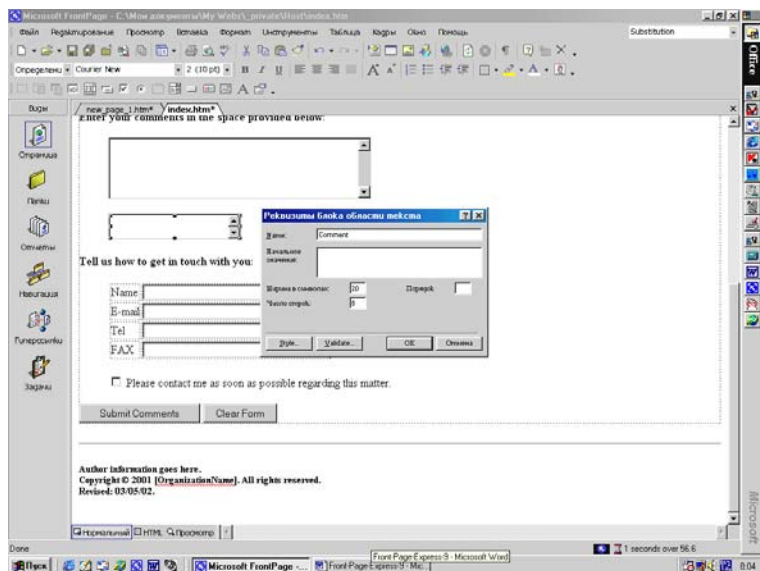 Microsoft FrontPage - C:\Мои документы\My Webs\_private\Host\index.htm
Файл Редактирование Просмотр Вставка Формат Инструменты Таблица Кадры Окно Помощь
Substitution
Courier New
2 (10 pt)
Office
Виды
new_page_1.htm*
index.htm*
Enter your comments in the space provided below:
Страница
Папки
Отчеты
Навигация
Гиперссылки
Задачи
Реквизиты блока области текста
Name:
Comment
Начальное значение:
Ширина в символах:
20
Порядок
Число строк:
8
Style...
Validate...
OK
Отмена
Tell us how to get in touch with you:
Name
E-mail
Tel
FAX
Please contact me as soon as possible regarding this matter.
Submit Comments
Clear Form
Author information goes here.
Copyright © 2001 [OrganizationName]. All rights reserved.
Revised: 03/05/02.
Нормальный
HTML
Просмотр
Microsoft
Done
1 seconds over 56.6
Front Page Express-9 - Microsoft Word
Пуск
Microsoft FrontPage - ...
Front Page Express-9 - Mic...
0:04